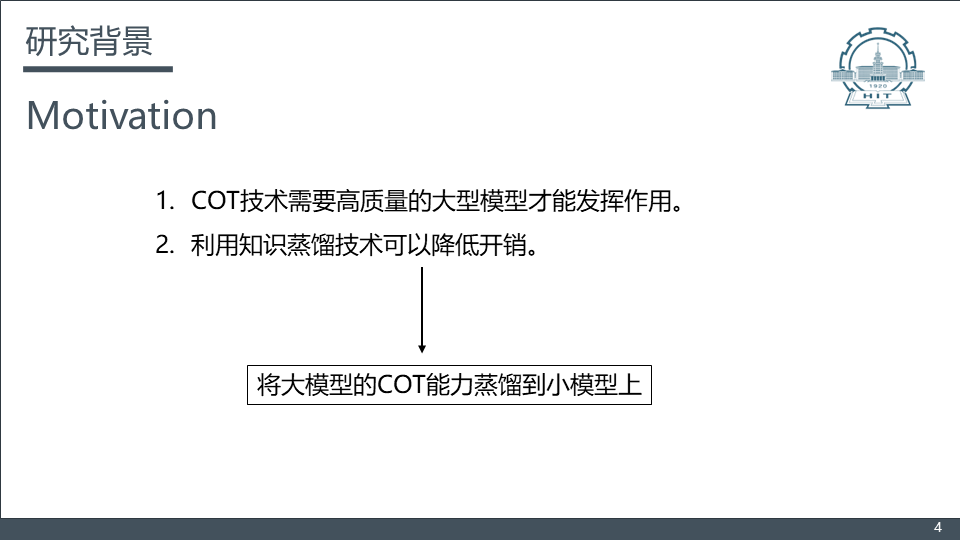 研究背景
Motivation
1920
HIT
1. COT技术需要高质量的大型模型才能发挥作用。
2. 利用知识蒸馏技术可以降低开销。
将大模型的COT能力蒸馏到小模型上
4